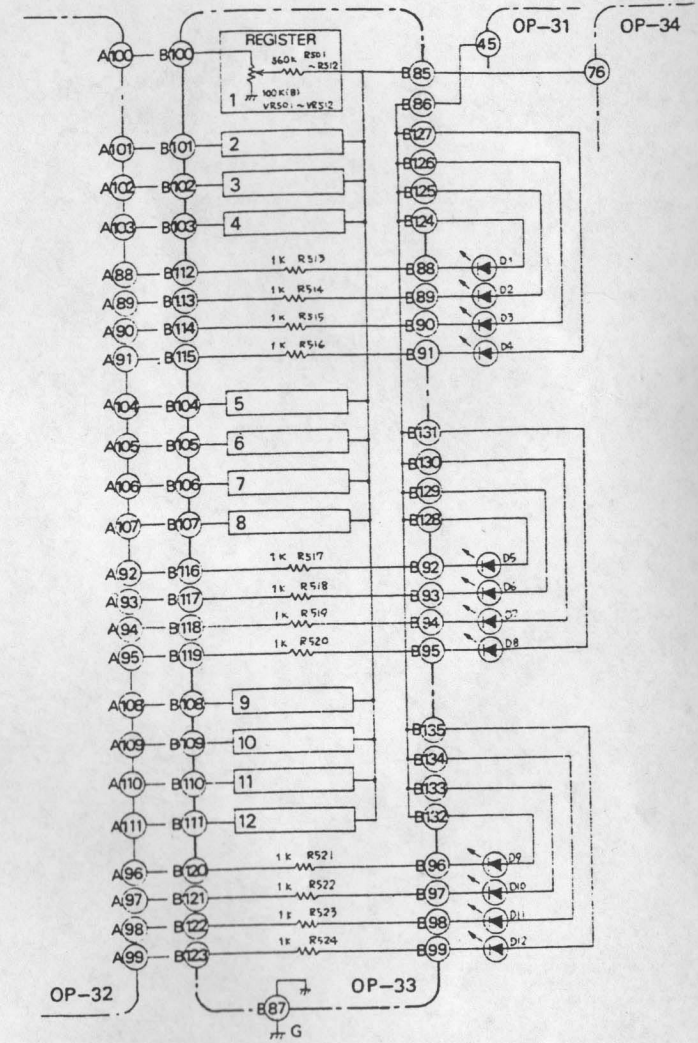 OP-31 OP-34
A100 B100 REGISTER 45
560K R501 ~R512 B85 76
1 100K(B) B86
VR501 ~ VR512
B127
A101 B101 2
B126
A102 B102 3 B125
A103 B103 4 B124
A88 B112 1K R513 B88 D1
A89 B113 1K R514 B89 D2
A90 B114 1K R515 B90 D3
A91 B115 1K R516 B91 D4
A104 B104 5
B131
A105 B105 6
B130
A106 B106 7 B129
A107 B107 8 B128
A92 B116 1K R517 B92 D5
A93 B117 1K R518 B93 D6
A94 B118 1K R519 B94 D7
A95 B119 1K R520 B95 D8
A108 B108 9
B135
A109 B109 10
B134
A110 B110 11 B133
A111 B111 12 B132
A96 B120 1K R521 B96 D9
A97 B121 1K R522 B97 D10
A98 B122 1K R523 B98 D11
A99 B123 1K R524 B99 D12
OP-32 OP-33
B87
G